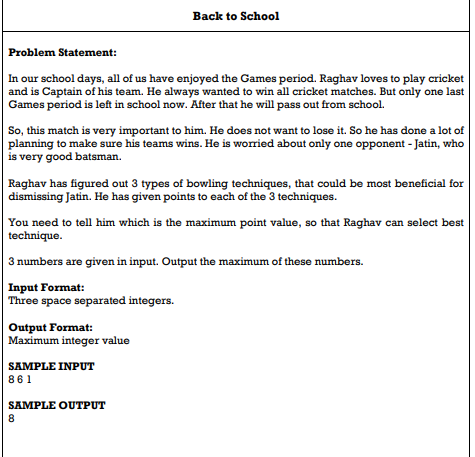 Back to School
Problem Statement:
In our school days, all of us have enjoyed the Games period. Raghav loves to play cricket
and is Captain of his team. He always wanted to win all cricket matches. But only one last
Games period is left in school now. After that he will pass out from school.
So, this match is very important to him. He does not want to lose it. So he has done a lot of
planning to make sure his teams wins. He is worried about only one opponent - Jatin, who
is very good batsman.
Raghav has figured out 3 types of bowling techniques, that could be most beneficial for
dismissing Jatin. He has given points to each of the 3 techniques.
You need to tell him which is the maximum point value, so that Raghav can select best
technique.
3 numbers are given in input. Output the maximum of these numbers.
Input Format:
Three space separated integers.
Output Format:
Maximum integer value
SAMPLE INPUT
8 6 1
SAMPLE OUTPUT
8